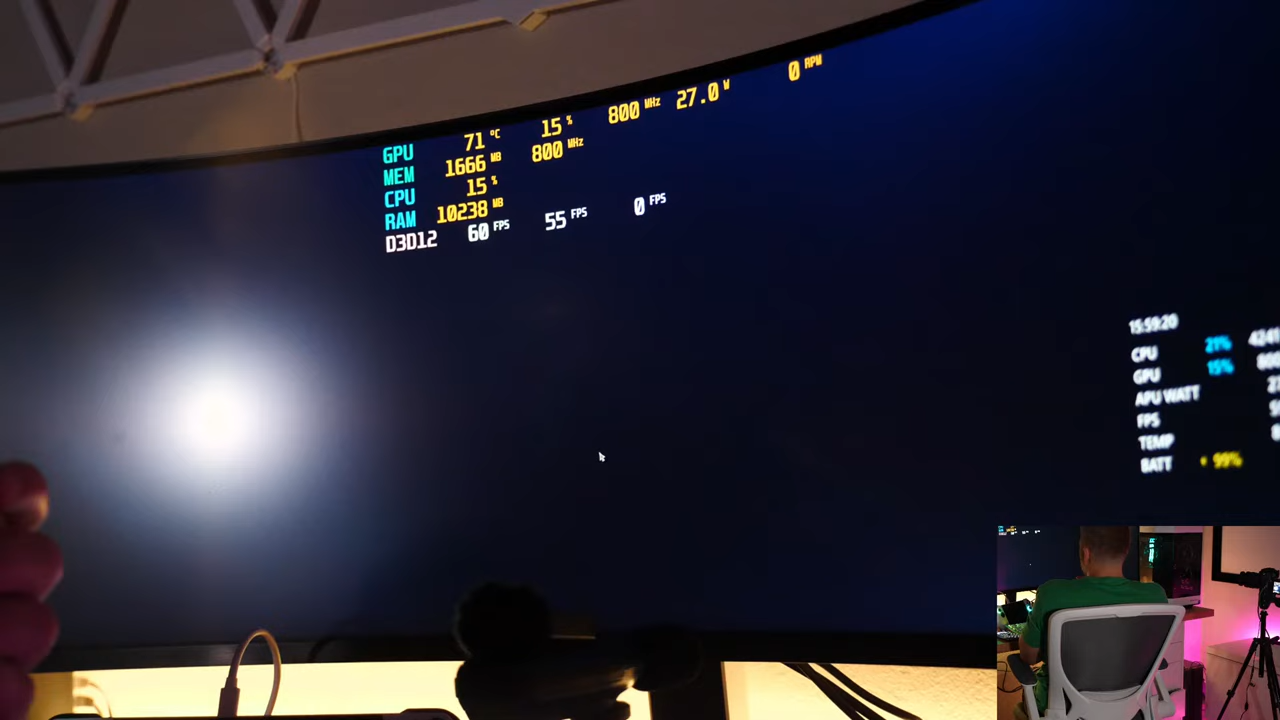 GPU 71 °C 15 % 800 MHz 27.0 W 0 RPM
MEM 1666 MB 800 MHz
CPU 15 %
RAM 10238 MB
D3D12 60 FPS 55 FPS 0 FPS
15:59:20
CPU 21% 4241
GPU 15%
APU WATT
FPS
TEMP
BATT 99%